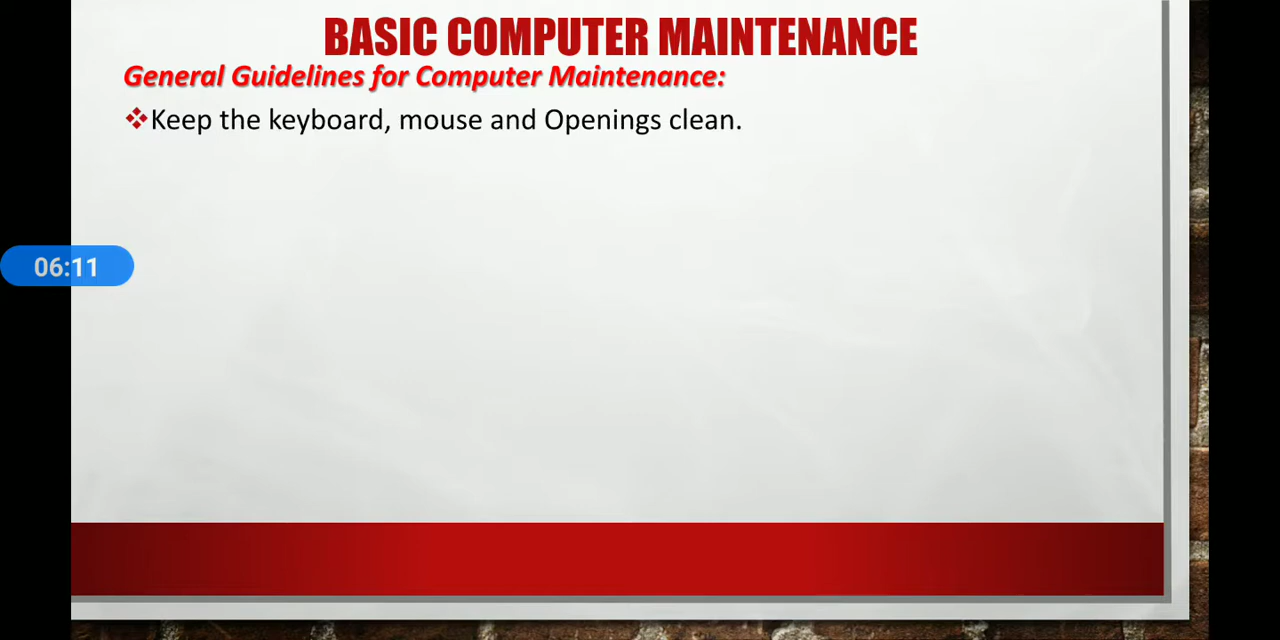 BASIC COMPUTER MAINTENANCE
General Guidelines for Computer Maintenance:
❖Keep the keyboard, mouse and Openings clean.
06:11